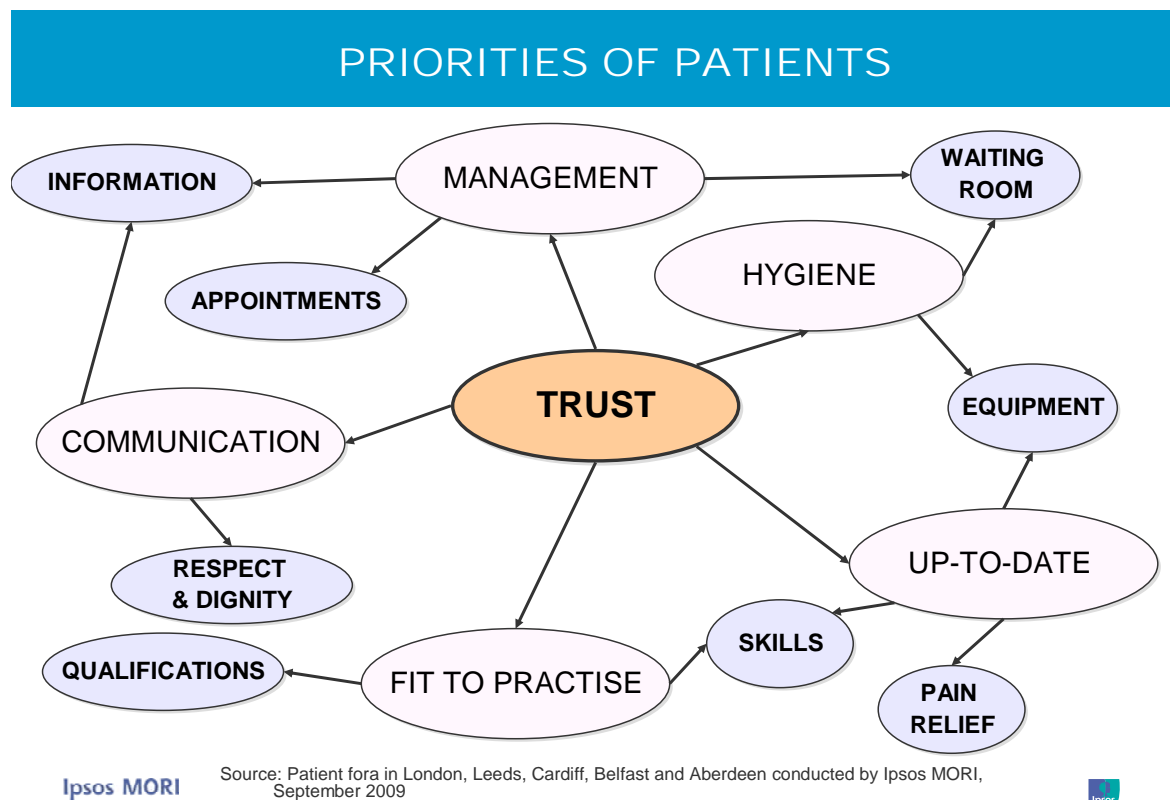 PRIORITIES OF PATIENTS
INFORMATION
MANAGEMENT
WAITING
ROOM
HYGIENE
APPOINTMENTS
TRUST
EQUIPMENT
COMMUNICATION
UP-TO-DATE
RESPECT
& DIGNITY
SKILLS
QUALIFICATIONS
FIT TO PRACTISE
PAIN
RELIEF
Source: Patient fora in London, Leeds, Cardiff, Belfast and Aberdeen conducted by Ipsos MORI,
September 2009
Ipsos MORI
Ipsos